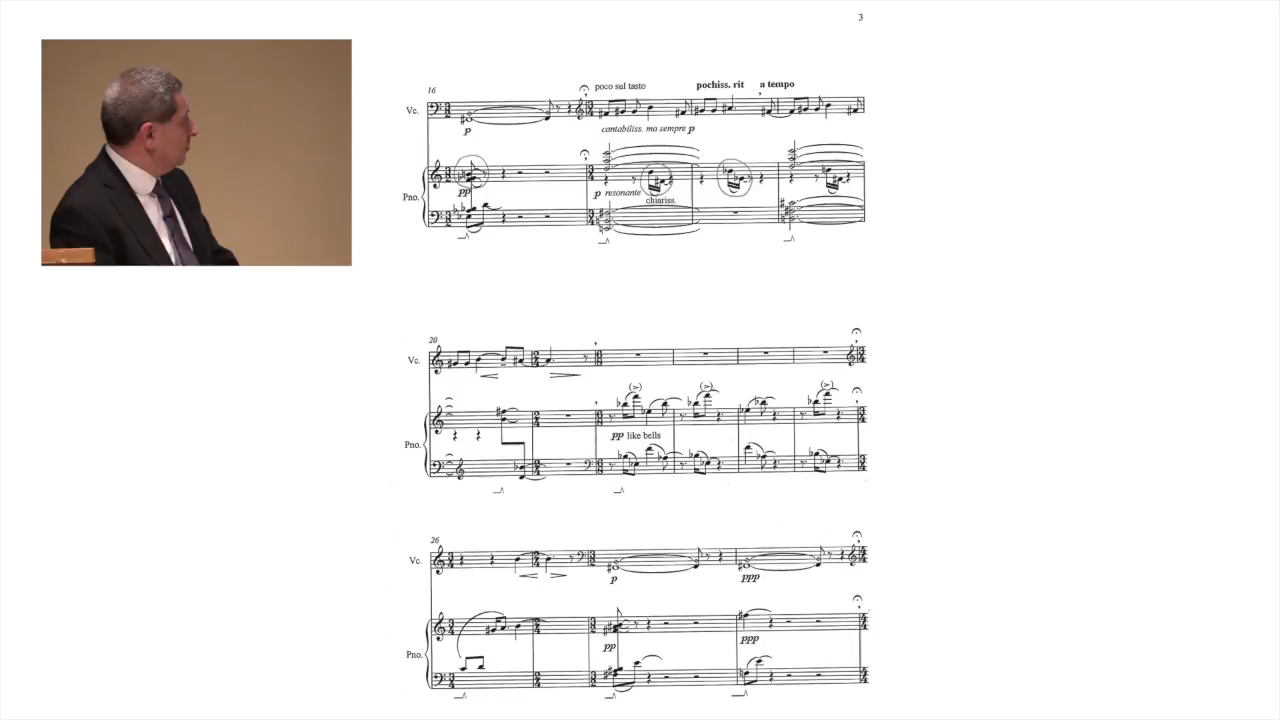 3
16
poco sul tasto pochiss. rit a tempo
Vc.
p cantabiliss. ma sempre p
Pno.
pp p resonante
chiariss.
20
Vc.
Pno.
pp like bells
26
Vc.
p ppp
Pno.
pp ppp